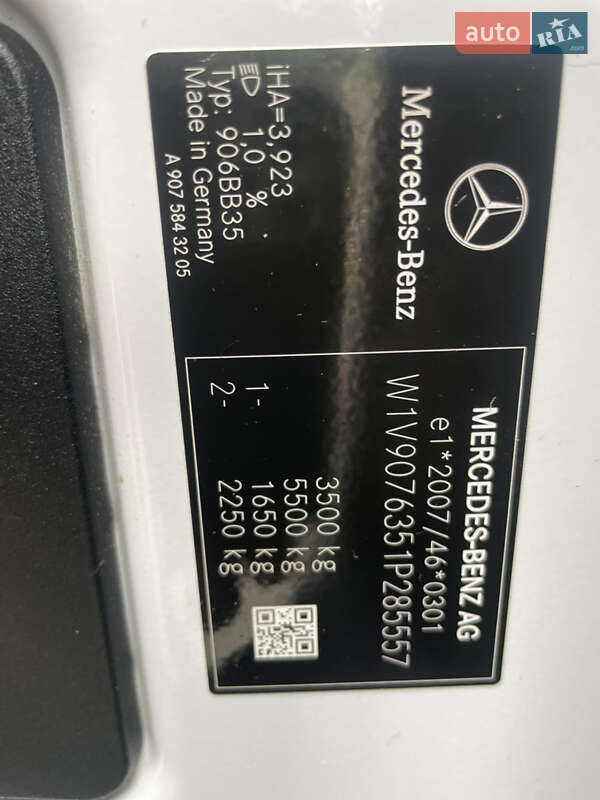 auto RIA.com
Mercedes-Benz
iHA=3,923
1,0 %
Typ: 906BB35
Made in Germany
A 907 584 32 05
MERCEDES-BENZ AG
e1*2007/46*0301
W1V9076351P285557
3500 kg
5500 kg
1- 1650 kg
2- 2250 kg